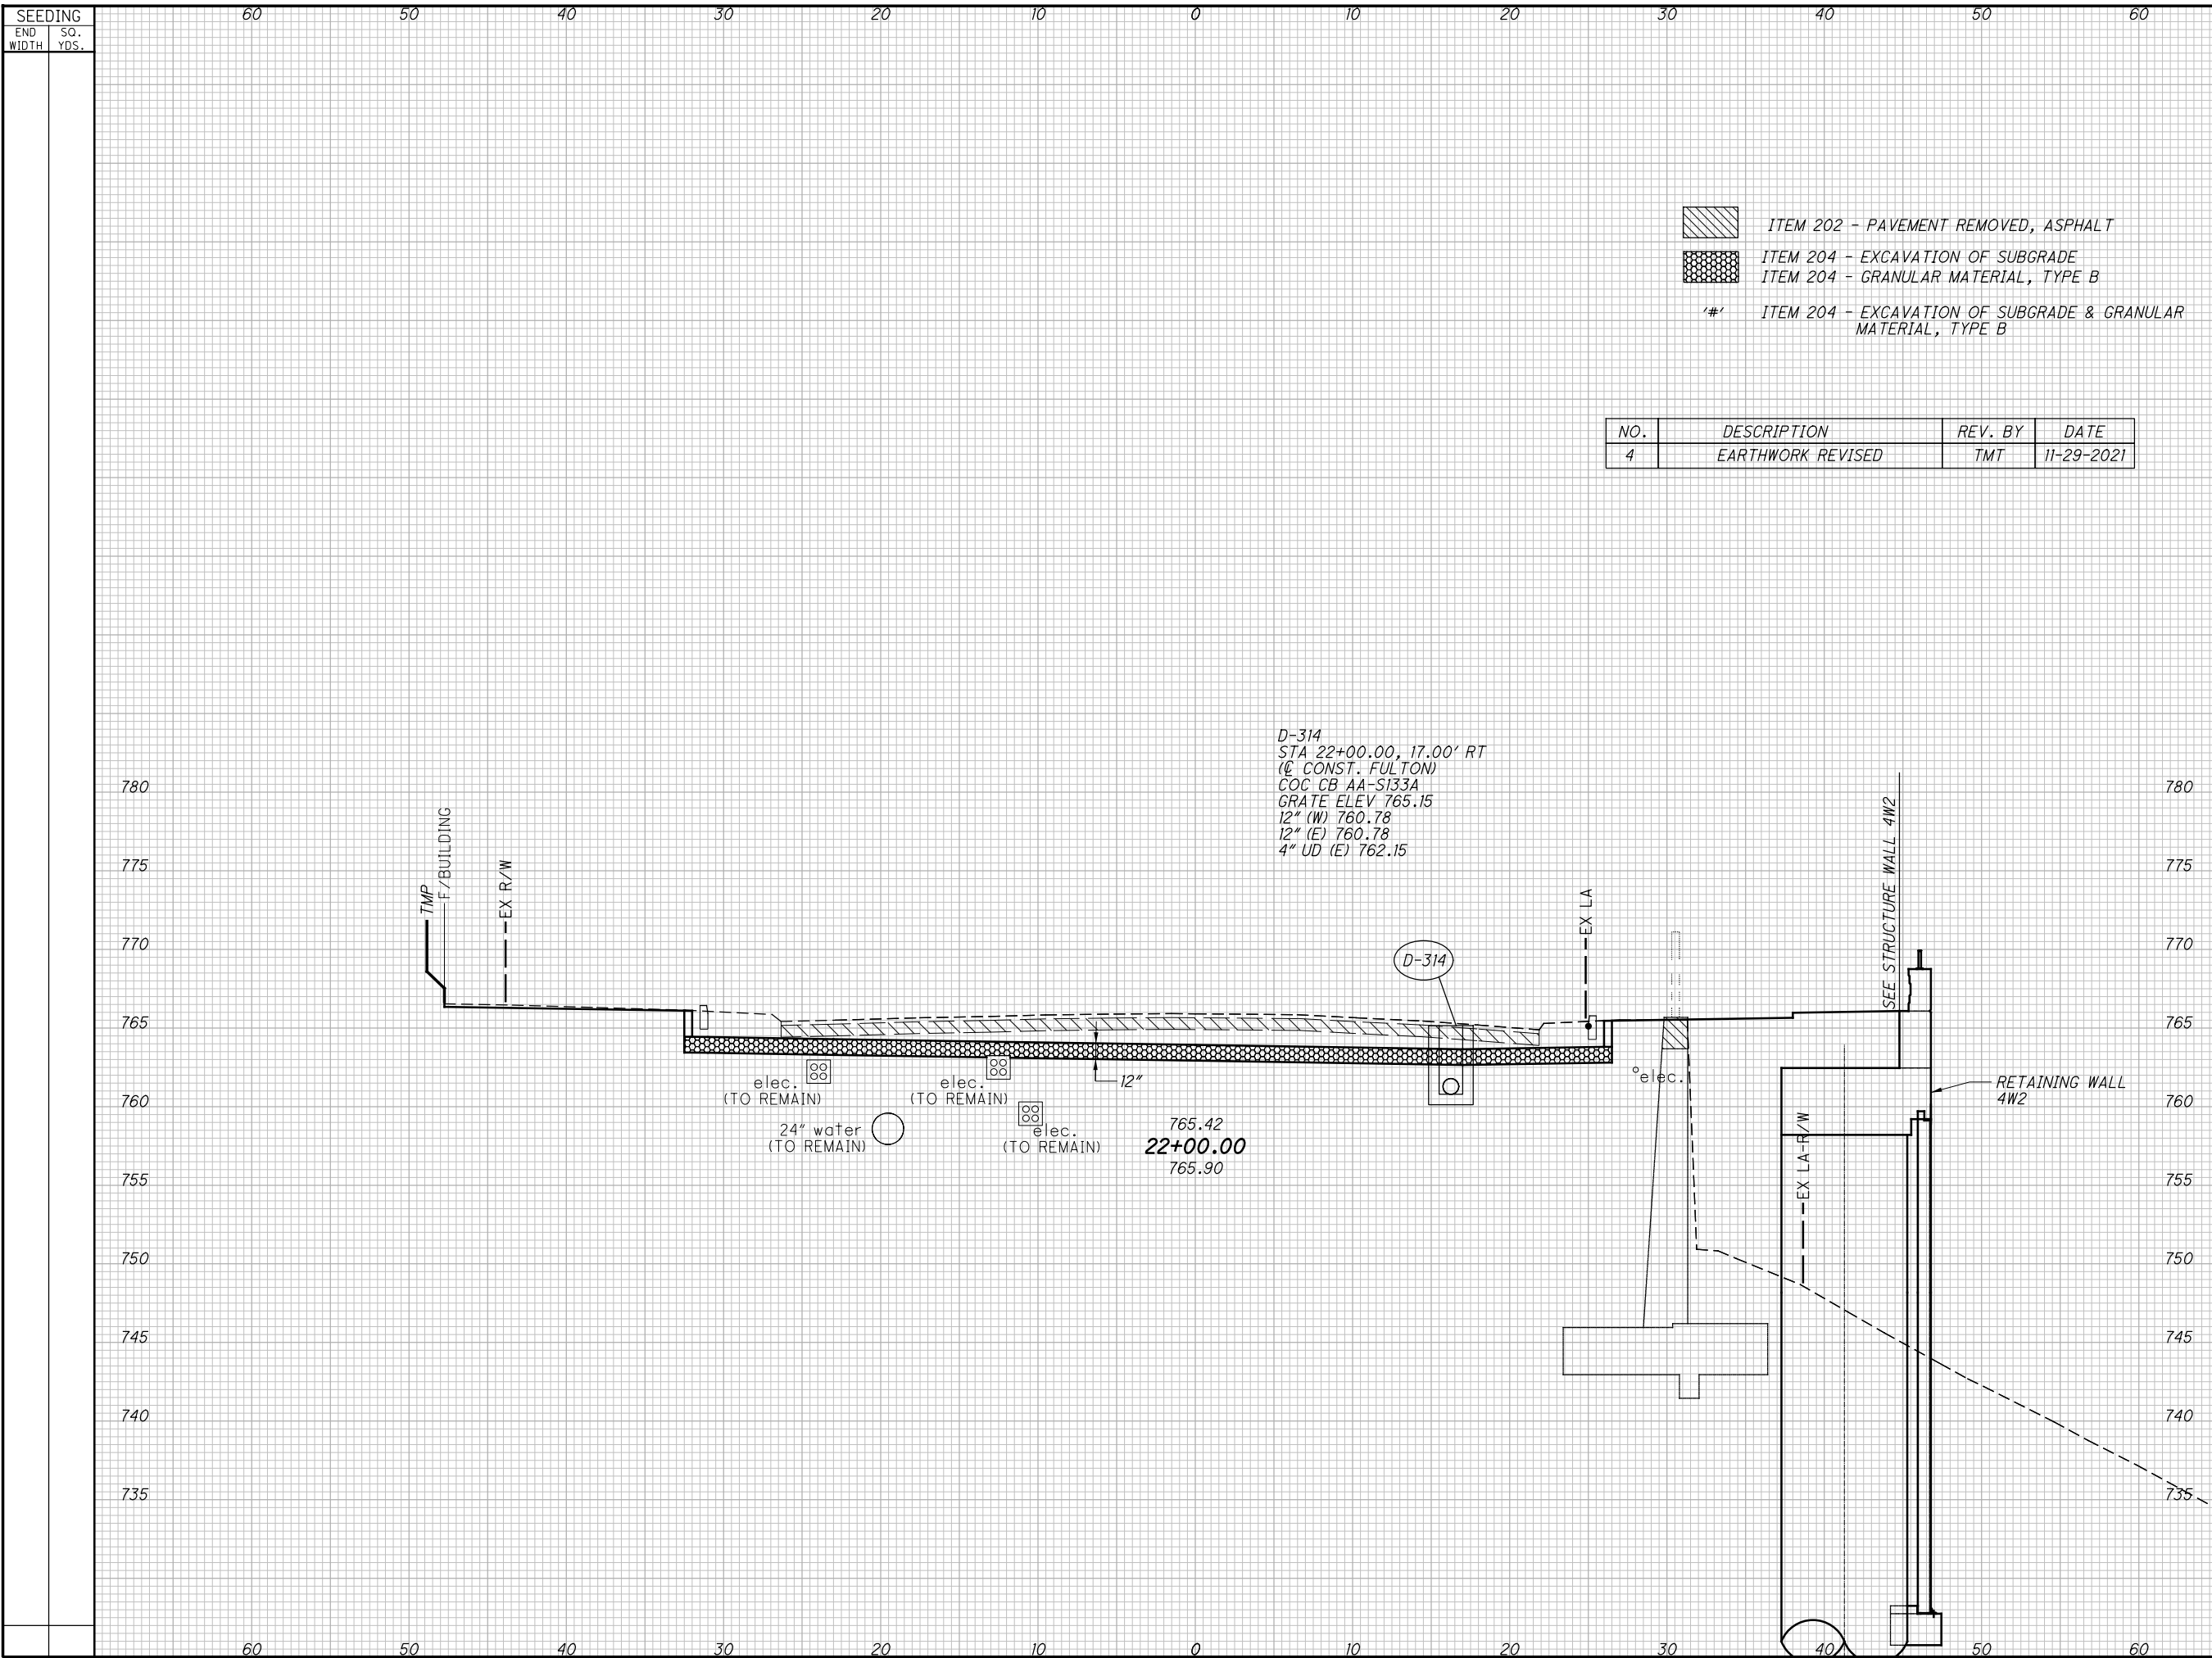 SEEDING
END WIDTH SQ. YDS.
60 50 40 30 20 10 0 10 20 30 40 50 60
ITEM 202 - PAVEMENT REMOVED, ASPHALT
ITEM 204 - EXCAVATION OF SUBGRADE
ITEM 204 - GRANULAR MATERIAL, TYPE B
'#' ITEM 204 - EXCAVATION OF SUBGRADE & GRANULAR
MATERIAL, TYPE B
NO. DESCRIPTION REV. BY DATE
4 EARTHWORK REVISED TMT 11-29-2021
D-314
STA 22+00.00, 17.00' RT
(℄ CONST. FULTON)
COC CB AA-S133A
GRATE ELEV 765.15
12" (W) 760.78
12" (E) 760.78
4" UD (E) 762.15
780 780
775 775
770 770
765 765
760 760
755 755
750 750
745 745
740 740
735 735
TMP
F/BUILDING
EX R/W
D-314
EX LA
SEE STRUCTURE WALL 4W2
elec.
(TO REMAIN)
elec.
(TO REMAIN)
12"
elec.
RETAINING WALL
4W2
24" water
(TO REMAIN)
elec.
(TO REMAIN)
765.42
22+00.00
765.90
EX LA-R/W
60 50 40 30 20 10 0 10 20 30 40 50 60